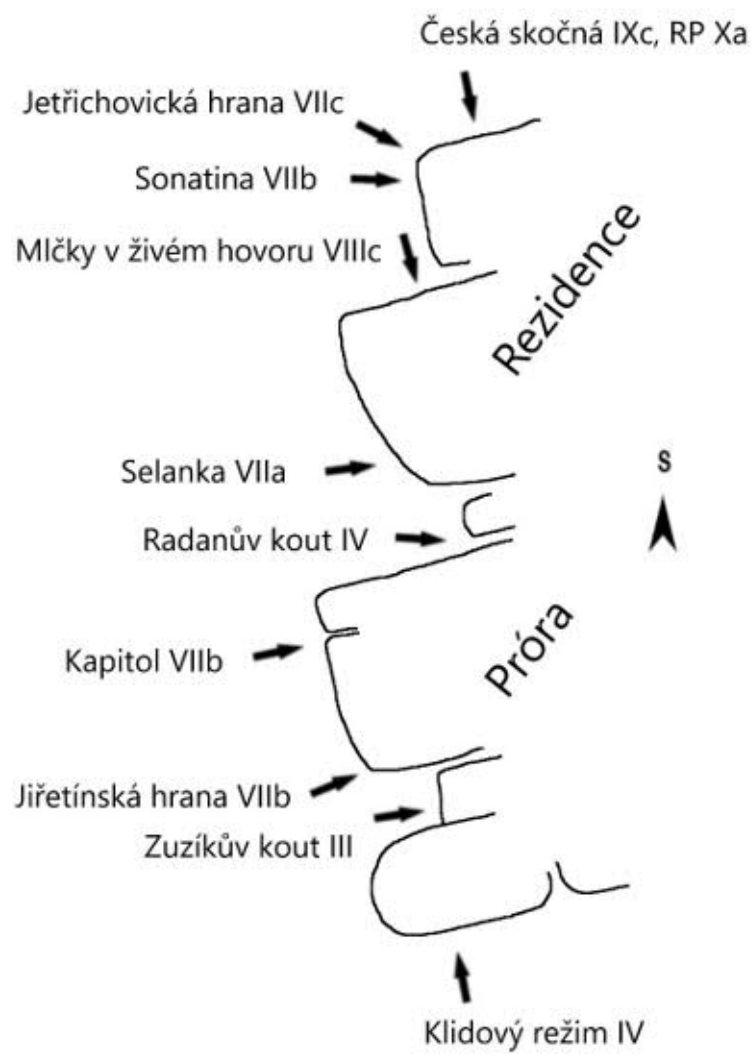 Česká skočná IXc, RP Xa
Jetřichovická hrana VIIc
Sonatina VIIb
Mlčky v živém hovoru VIIIc
Rezidence
Selanka VIIa
S
Radanův kout IV
Kapitol VIIb
Próra
Jiřetínská hrana VIIb
Zuzíkův kout III
Klidový režim IV